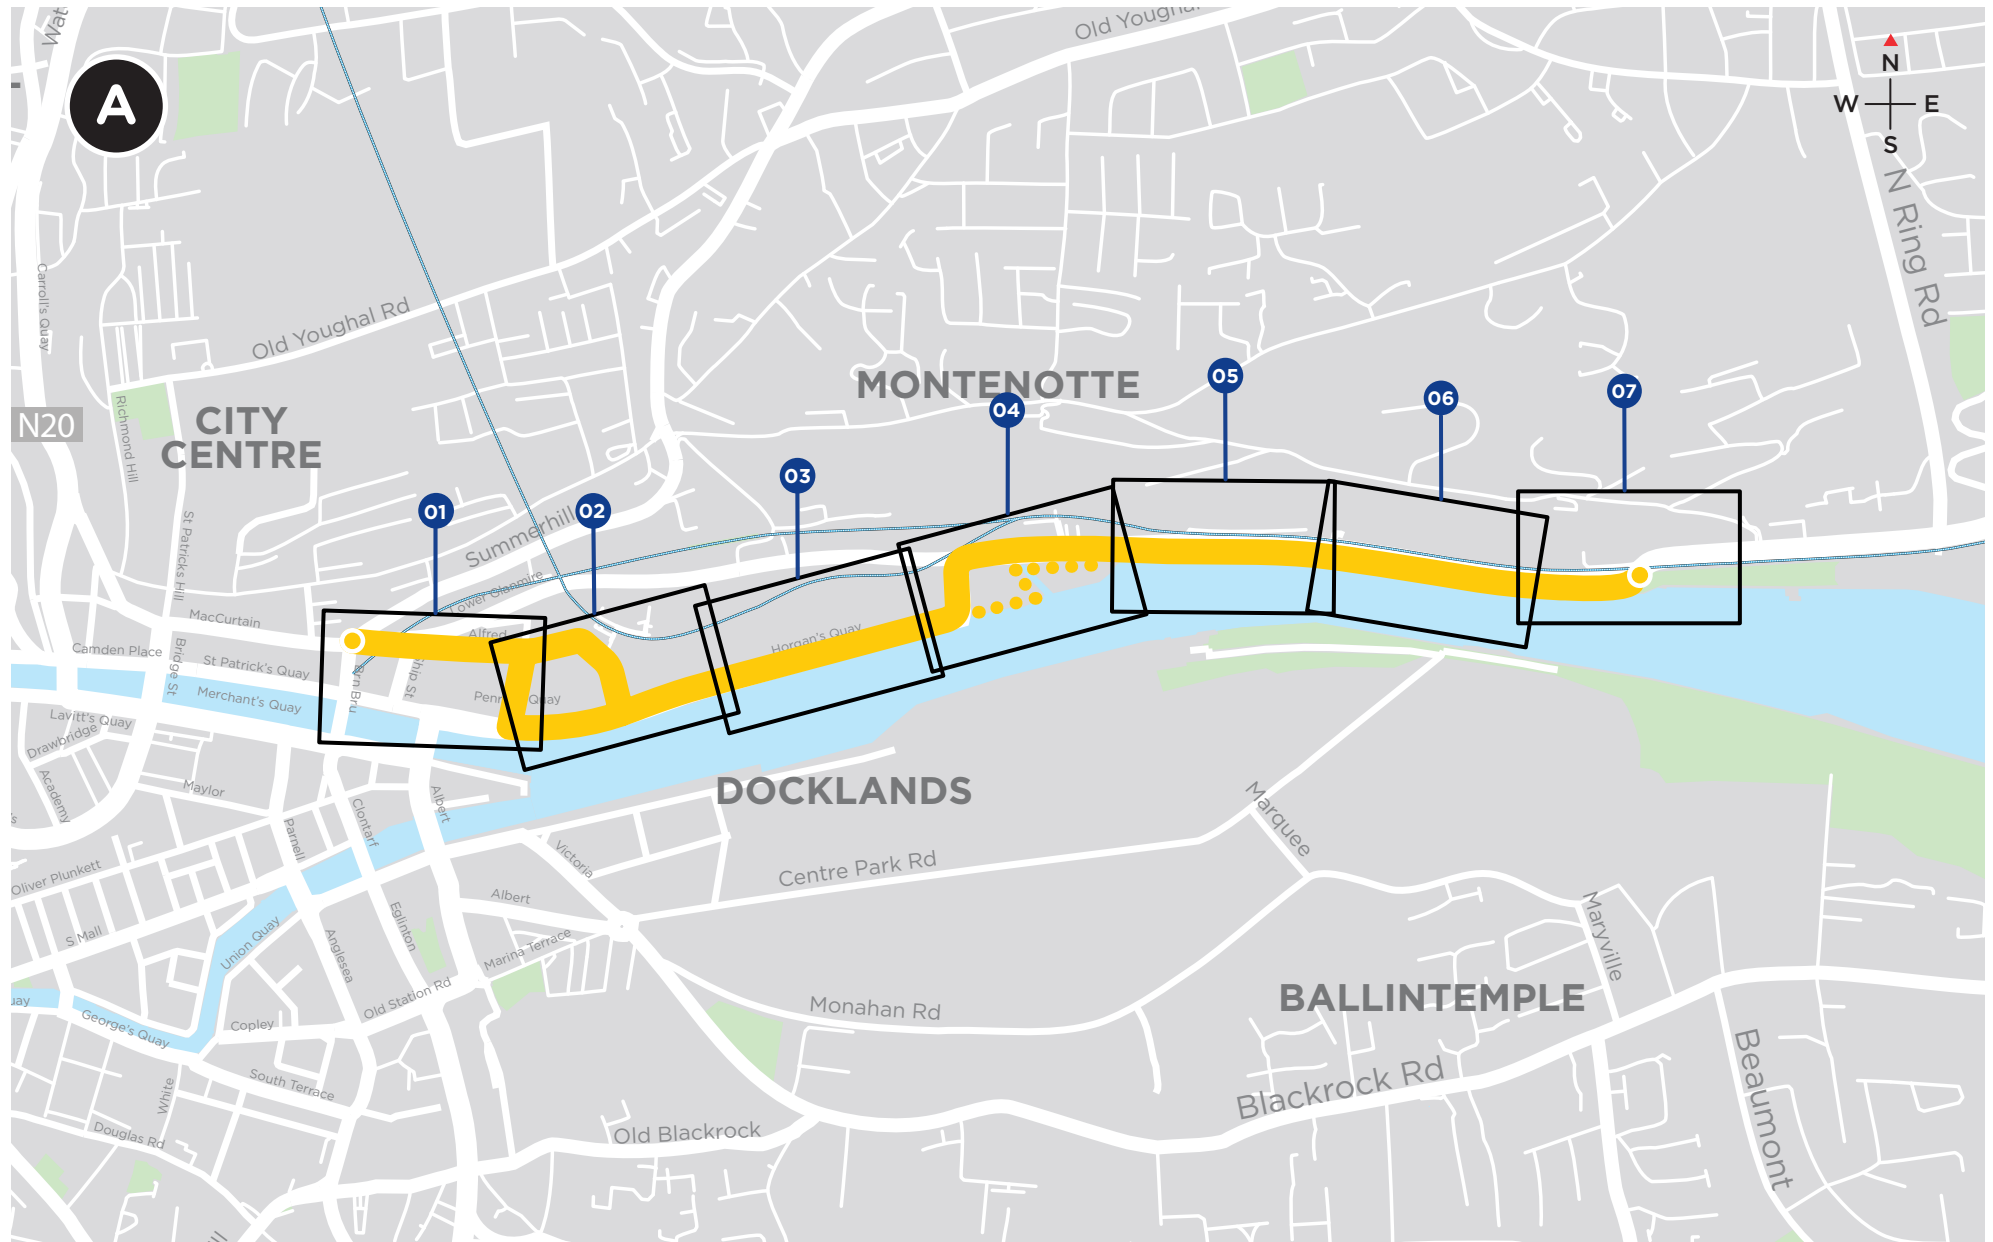 Old Youghal
A
N
W E
S
N Ring Rd
Carroll's Quay
Old Youghal Rd
MONTENOTTE
CITY
CENTRE
N20
Richmond Hill
01
02
03
04
05
06
07
St Patricks Hill
Summerhill
Lower Glanmire
MacCurtain
Alfred
Horgan's Quay
Camden Place
St Patrick's Quay
Bridge St
Merchant's Quay
Lavitt's Quay
Drawbridge
Academy
Maylor
Albert
Clontarf
Parnell
DOCKLANDS
Marquee
Centre Park Rd
Victoria
Oliver Plunkett
Albert
S Mall
Union Quay
Anglesea
Eglinton
Marina Terrace
Old Station Rd
Maryville
BALLINTEMPLE
Monahan Rd
George's Quay
Copley
South Terrace
White
Douglas Rd
Old Blackrock
Blackrock Rd
Beaumont